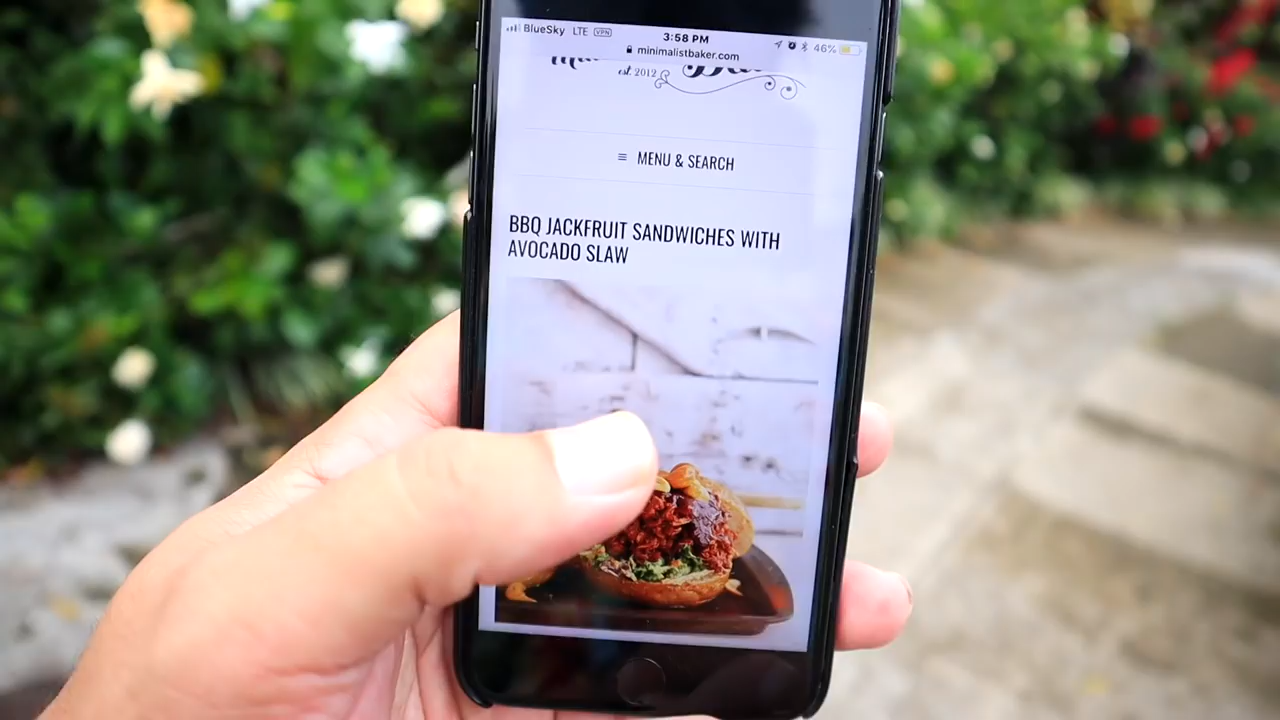 BlueSky LTE VPN 3:58 PM 46%
minimalistbaker.com
est. 2012
≡ MENU & SEARCH
BBQ JACKFRUIT SANDWICHES WITH
AVOCADO SLAW